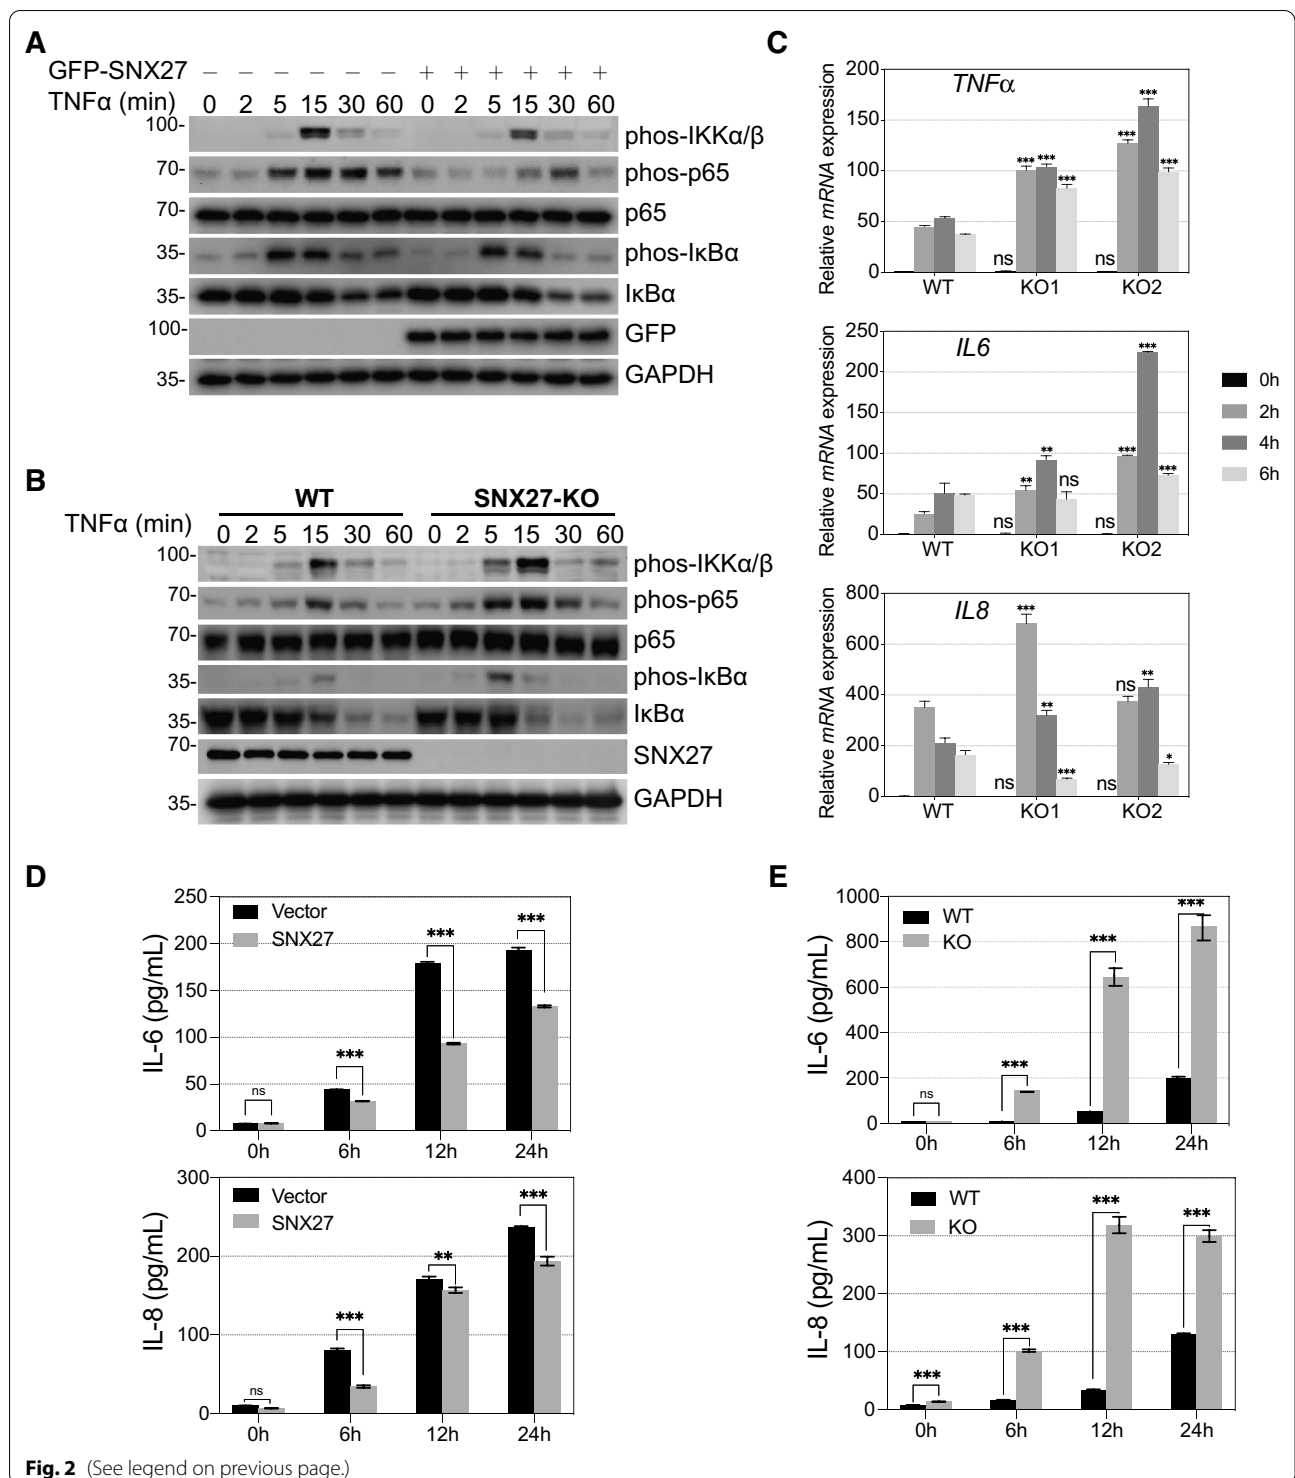 A
GFP-SNX27 – – – – – – + + + + + +
TNFα (min) 0 2 5 15 30 60 0 2 5 15 30 60
100- phos-IKKα/β
70- phos-p65
70- p65
35- phos-IκBα
35- IκBα
100- GFP
35- GAPDH
B
WT SNX27-KO
TNFα (min) 0 2 5 15 30 60 0 2 5 15 30 60
100- phos-IKKα/β
70- phos-p65
70- p65
35- phos-IκBα
35- IκBα
70- SNX27
35- GAPDH
C
TNFα
Relative mRNA expression
200
150
100
50
0
*** *** ***
*** *** ***
ns ns
WT KO1 KO2
IL6
Relative mRNA expression
250
200
150
100
50
0
ns ** ** ns
ns *** *** ***
WT KO1 KO2
0h
2h
4h
6h
IL8
Relative mRNA expression
800
600
400
200
0
ns *** ** ***
ns ns ** *
WT KO1 KO2
D
IL-6 (pg/mL)
250
200
150
100
50
0
Vector
SNX27
ns *** *** ***
0h 6h 12h 24h
IL-8 (pg/mL)
300
200
100
0
Vector
SNX27
ns *** ** ***
0h 6h 12h 24h
E
IL-6 (pg/mL)
1000
800
600
400
200
0
WT
KO
ns *** *** ***
0h 6h 12h 24h
IL-8 (pg/mL)
400
300
200
100
0
WT
KO
*** *** *** ***
0h 6h 12h 24h
Fig. 2 (See legend on previous page.)